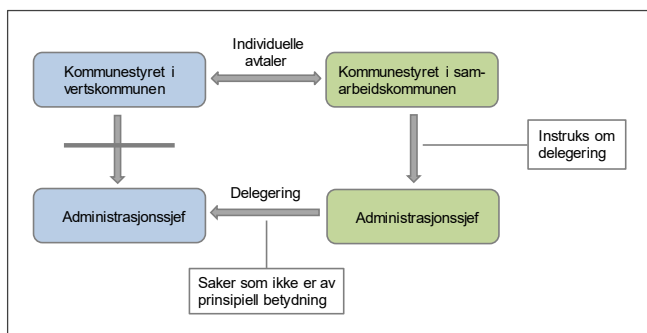 Individuelle
avtaler
Kommunestyret i
vertskommunen
Kommunestyret i sam-
arbeidskommunen
Instruks om
delegering
Delegering
Administrasjonssjef
Administrasjonssjef
Saker som ikke er av
prinsipiell betydning